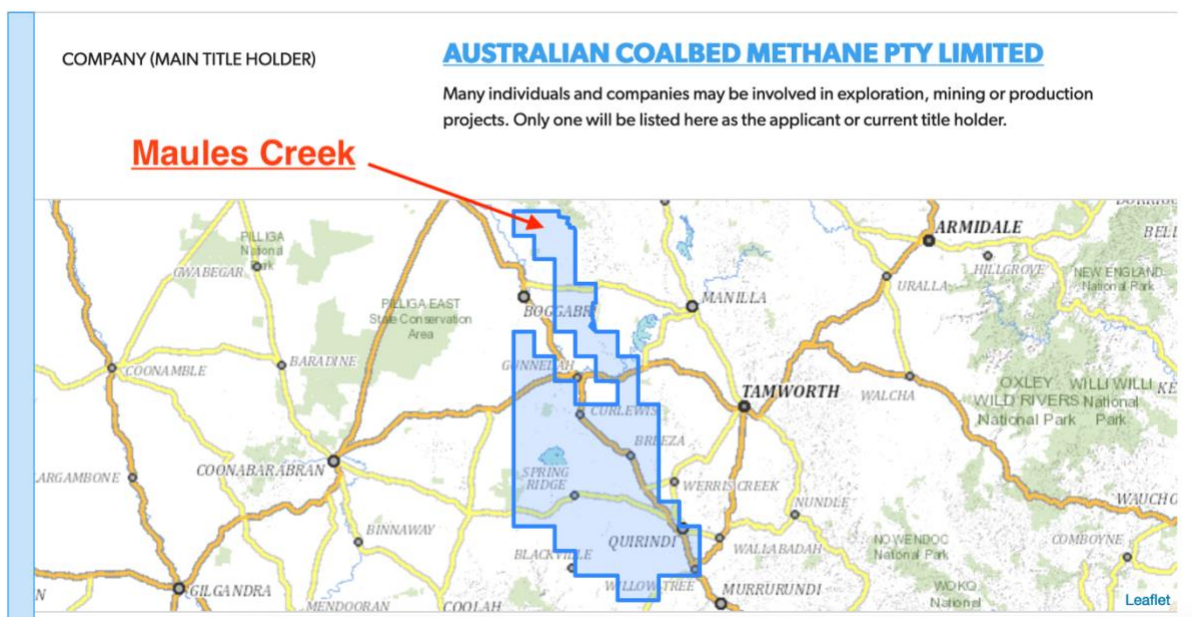 COMPANY (MAIN TITLE HOLDER)
AUSTRALIAN COALBED METHANE PTY LIMITED
Many individuals and companies may be involved in exploration, mining or production
projects. Only one will be listed here as the applicant or current title holder.
Maules Creek
ARMIDALE
PILLIGA
National
Park
GWABEGAR
HILLGROVE
NEW ENGLAND
National Park
URALLA
PILLIGA EAST
State Conservation
Area
MANILLA
BOGGABRI
BARADINE
GUNNEDAH
COONAMBLE
TAMWORTH
WALCHA
OXLEY
WILD RIVERS
National Park
WILLI WILLI
National
Park
CURLEWIS
BREEZA
COONABARABRAN
ARGAMBONE
SPRING
RIDGE
WERRIS CREEK
NUNDLE
WAUCHO
BINNAWAY
QUIRINDI
WALLABADAH
NOWENDOC
National Park
COMBOYNE
BLACKVILLE
WILLOW TREE
MURRURUNDI
WOKO
National
GILGANDRA
MENDOORAN
COOLAH
Leaflet